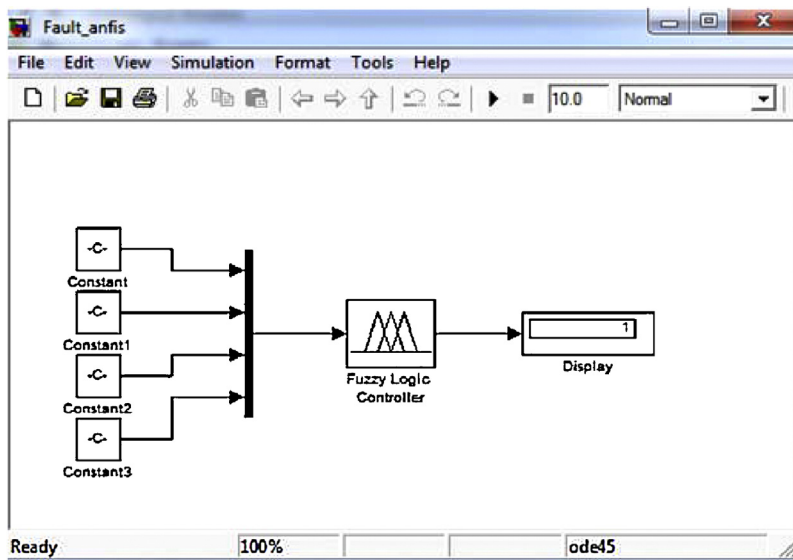 Fault_anfis
File Edit View Simulation Format Tools Help
10.0 Normal
-C-
Constant
-C-
Constant1
-C-
Constant2
-C-
Constant3
Fuzzy Logic
Controller
1
Display
Ready 100% ode45